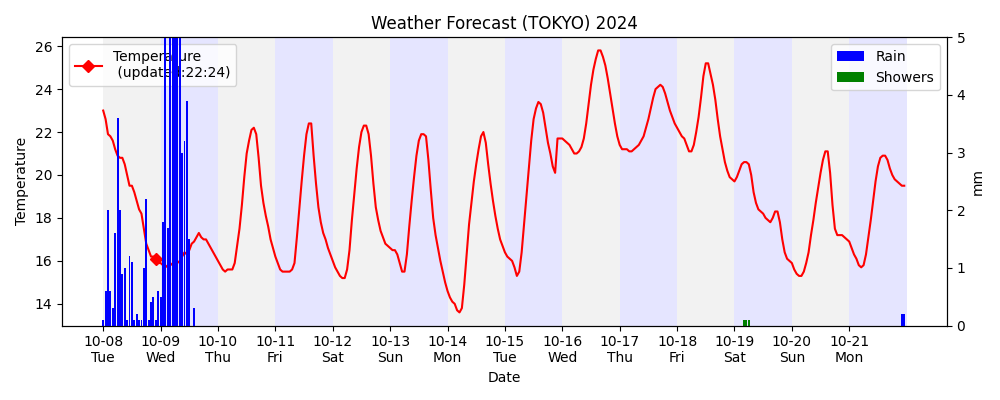 Weather Forecast (TOKYO) 2024
Temperature
(updated:22:24)
Rain
Showers
26
24
22
20
18
16
14
Temperature
5
4
3
2
1
0
mm
10-08 10-09 10-10 10-11 10-12 10-13 10-14 10-15 10-16 10-17 10-18 10-19 10-20 10-21
Tue Wed Thu Fri Sat Sun Mon Tue Wed Thu Fri Sat Sun Mon
Date